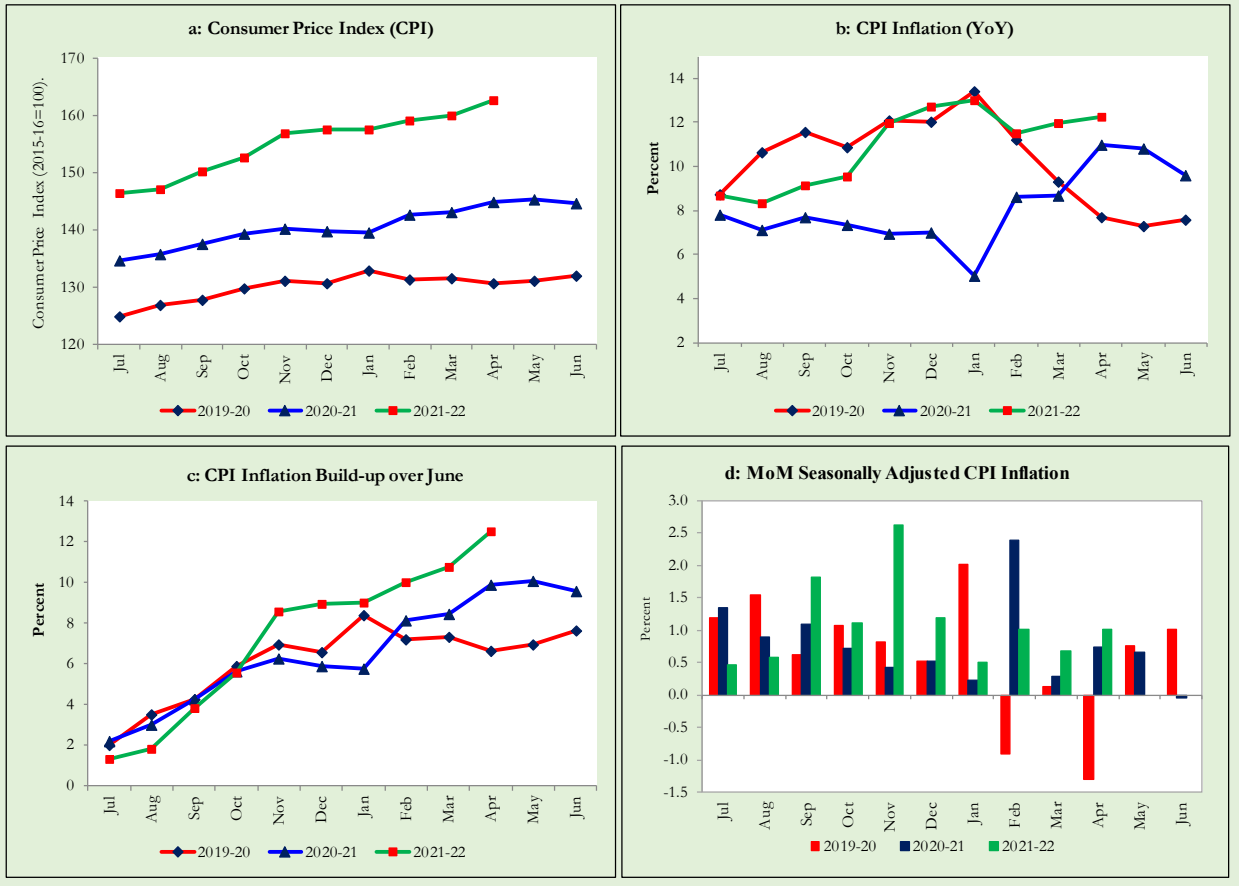 a: Consumer Price Index (CPI)
Consumer Price Index (2015-16=100).
170
160
150
140
130
120
Jul Aug Sep Oct Nov Dec Jan Feb Mar Apr May Jun
2019-20 2020-21 2021-22
b: CPI Inflation (YoY)
Percent
14
12
10
8
6
4
2
Jul Aug Sep Oct Nov Dec Jan Feb Mar Apr May Jun
2019-20 2020-21 2021-22
c: CPI Inflation Build-up over June
Percent
14
12
10
8
6
4
2
0
Jul Aug Sep Oct Nov Dec Jan Feb Mar Apr May Jun
2019-20 2020-21 2021-22
d: MoM Seasonally Adjusted CPI Inflation
Percent
3.0
2.5
2.0
1.5
1.0
0.5
0.0
-0.5
-1.0
-1.5
Jul Aug Sep Oct Nov Dec Jan Feb Mar Apr May Jun
2019-20 2020-21 2021-22